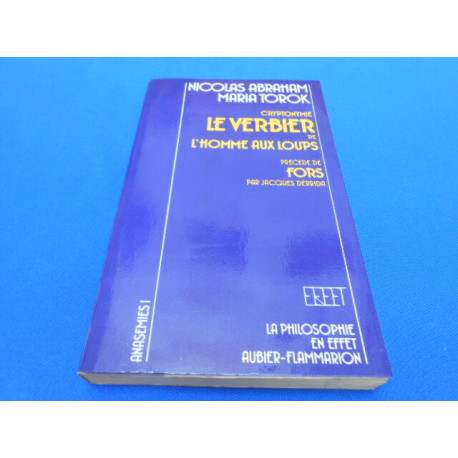 NICOLAS ABRAHAM
MARIA TOROK
CRYPTONYMIE
LE VERBIER
DE
L'HOMME AUX LOUPS
PRECEDE DE
FORS
PAR JACQUES DERRIDA
EFFET
LA PHILOSOPHIE
EN EFFET
AUBIER-FLAMMARION
ANASEMIES I